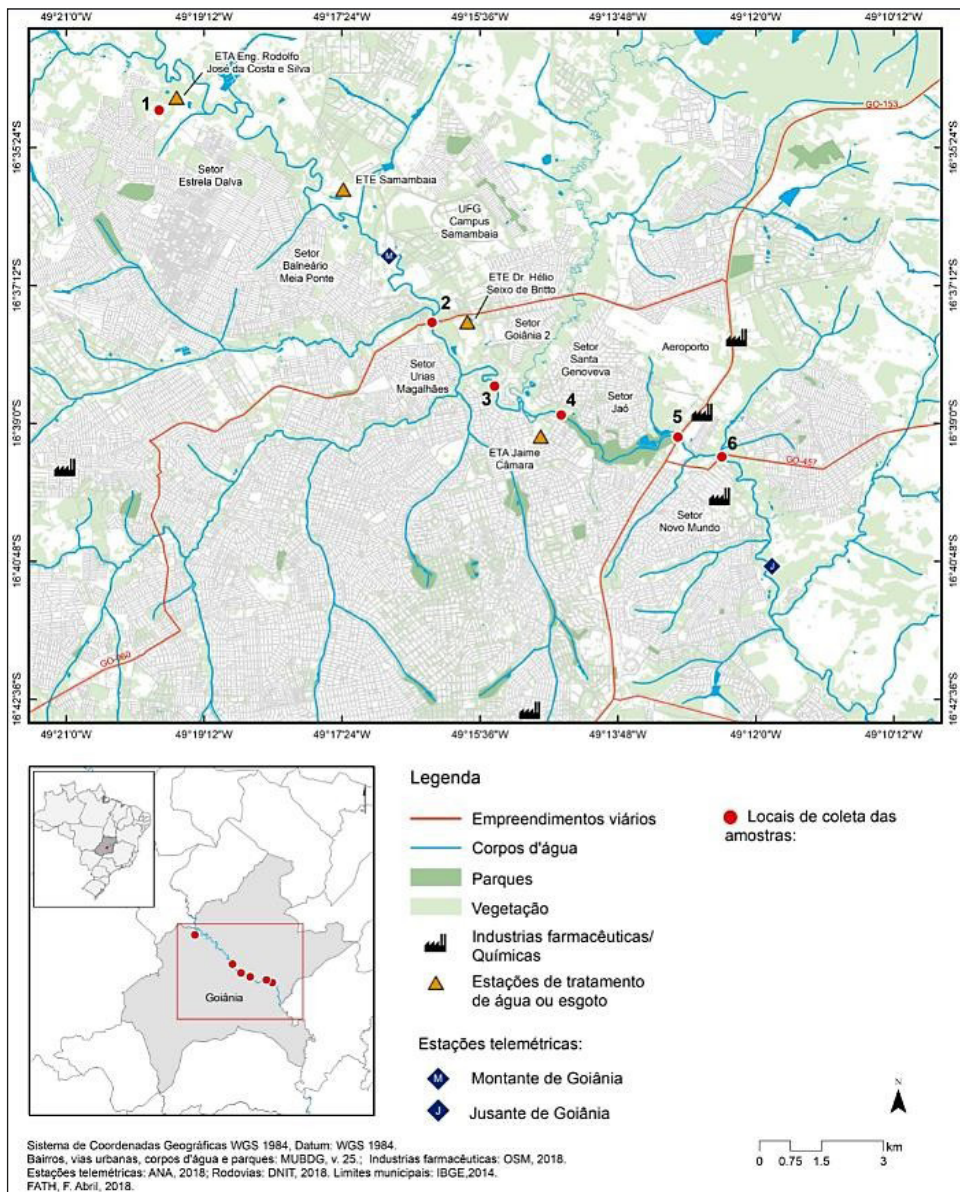 49°21'0"W 49°19'12"W 49°17'24"W 49°15'36"W 49°13'48"W 49°12'0"W 49°10'12"W
ETA Eng. Rodolfo
José da Costa e Silva
1
GO-153
16°35'24"S
16°35'24"S
Setor
Estrela Dalva
ETE Samambaia
UFG
Campus
Samambaia
Setor
Balneário
Meia Ponte
M
16°37'12"S
16°37'12"S
ETE Dr. Hélio
Seixo de Britto
2
Setor
Goiânia 2
Setor
Urias
Magalhães
Setor
Santa
Genoveva
Aeroporto
3
4
Setor
Jaó
5
6
16°39'0"S
16°39'0"S
ETA Jaime
Câmara
GO-457
Setor
Novo Mundo
16°40'48"S
16°40'48"S
J
GO-060
16°42'36"S
16°42'36"S
49°21'0"W 49°19'12"W 49°17'24"W 49°15'36"W 49°13'48"W 49°12'0"W 49°10'12"W
Goiânia
Legenda
Empreendimentos viários
Corpos d'água
Parques
Vegetação
Industrias farmacêuticas/
Químicas
Estações de tratamento
de água ou esgoto
Locais de coleta das
amostras:
Estações telemétricas:
M Montante de Goiânia
J Jusante de Goiânia
N
km
0 0.75 1.5 3
Sistema de Coordenadas Geográficas WGS 1984, Datum: WGS 1984.
Bairros, vias urbanas, corpos d'água e parques: MUBDG, v. 25.; Industrias farmacêuticas: OSM, 2018.
Estações telemétricas: ANA, 2018; Rodovias: DNIT, 2018. Limites municipais: IBGE,2014.
FATH, F. Abril, 2018.